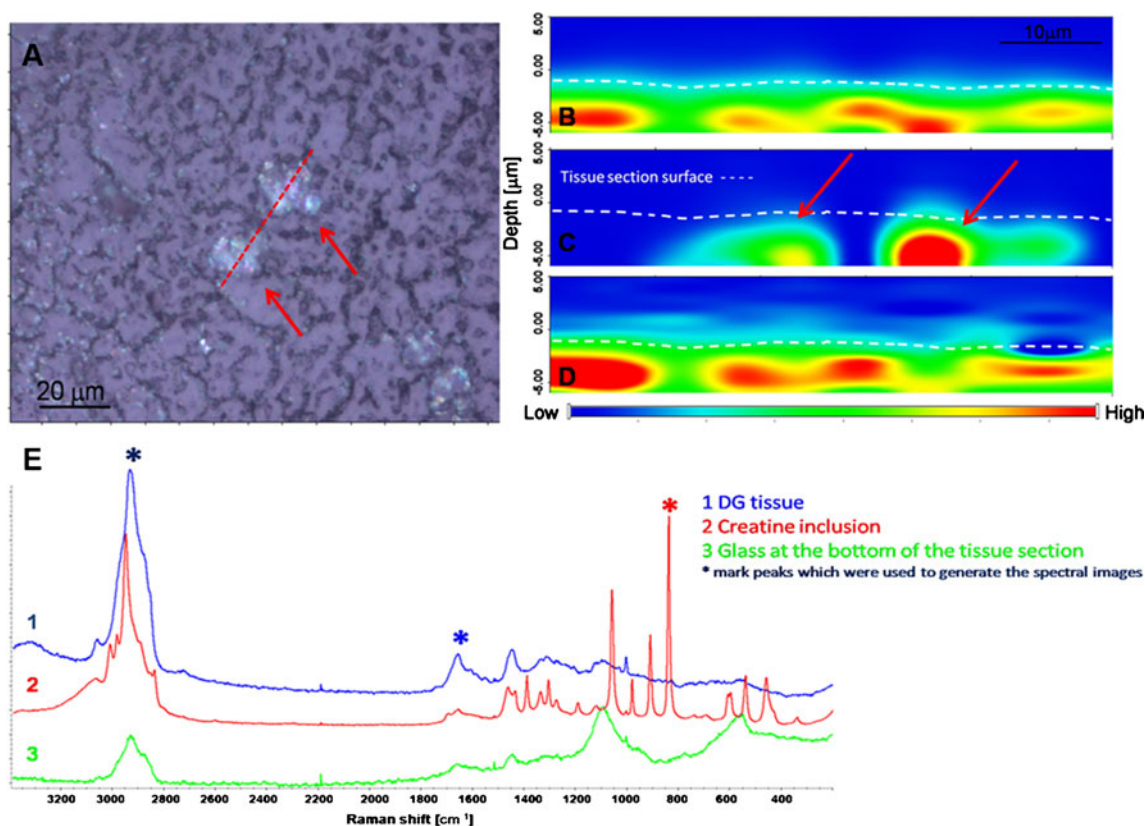 A
20 μm
10μm
5.00
0.00
-5.00
B
5.00
0.00
-5.00
Tissue section surface ----
C
5.00
0.00
-5.00
D
Depth [μm]
Low
High
E
*
*
*
1
2
3
1 DG tissue
2 Creatine inclusion
3 Glass at the bottom of the tissue section
* mark peaks which were used to generate the spectral images
3200 3000 2800 2600 2400 2200 2000 1800 1600 1400 1200 1000 800 600 400
Raman shift [cm⁻¹]